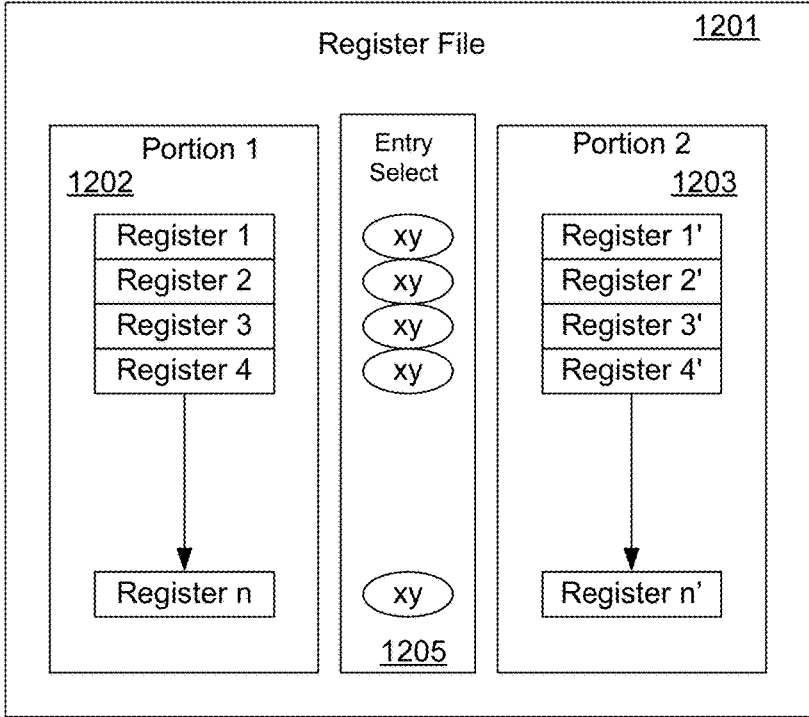 1201
Register File
Portion 1
1202
Register 1
Register 2
Register 3
Register 4
Register n
Entry
Select
xy
xy
xy
xy
xy
1205
Portion 2
1203
Register 1'
Register 2'
Register 3'
Register 4'
Register n’